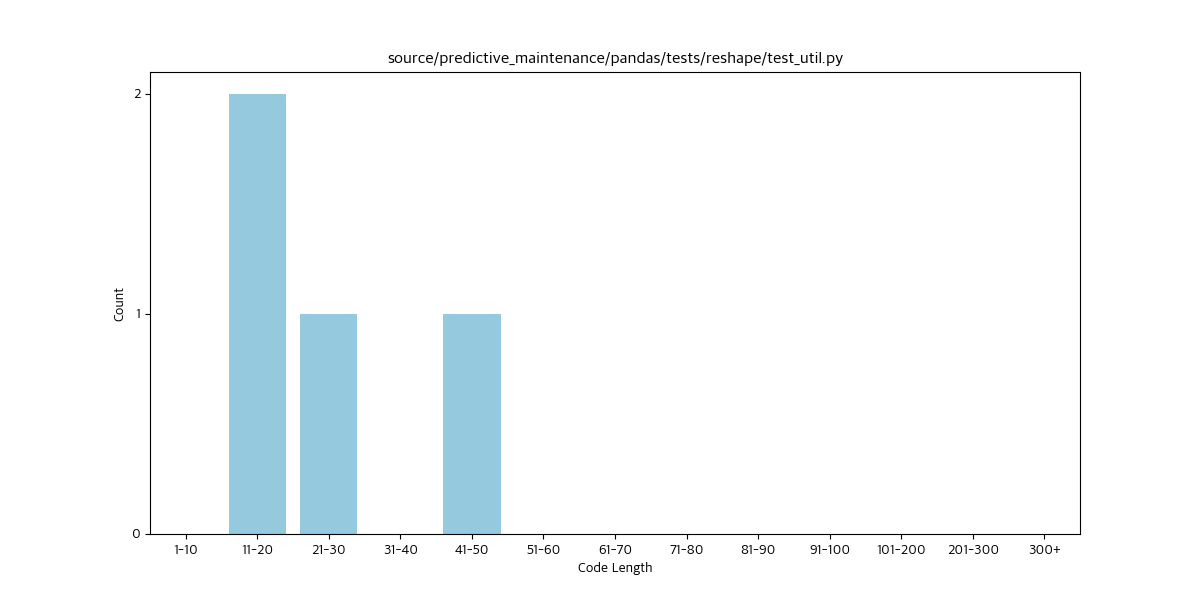 source/predictive_maintenance/pandas/tests/reshape/test_util.py
2
1
0
Count
1-10 11-20 21-30 31-40 41-50 51-60 61-70 71-80 81-90 91-100 101-200 201-300 300+
Code Length